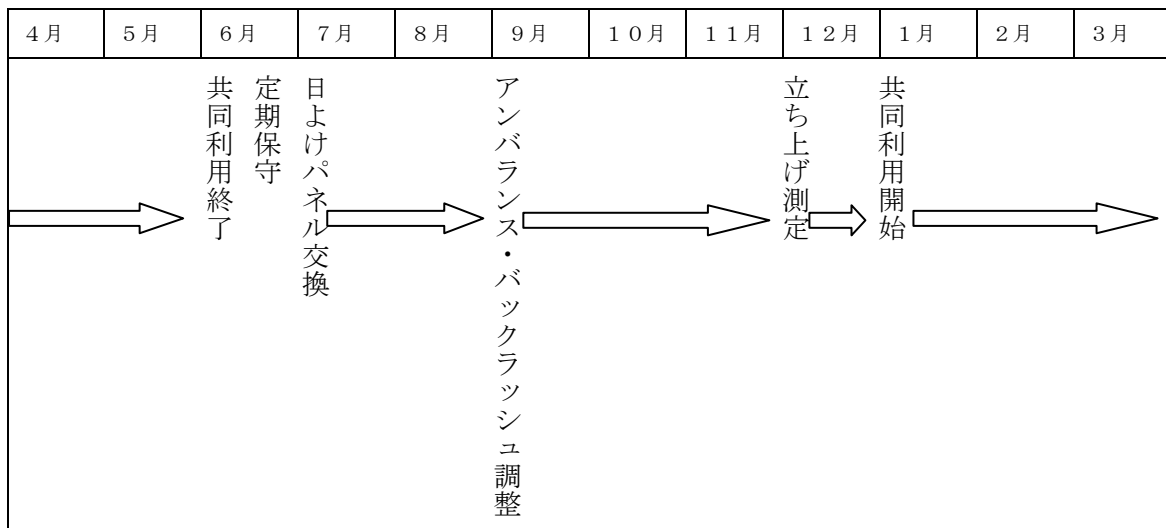 ４月 ５月 ６月 ７月 ８月 ９月 １０月 １１月 １２月 １月 ２月 ３月
共同利用終了
定期保守
日よけパネル交換
アンバランス・バックラッシュ調整
立ち上げ測定
共同利用開始